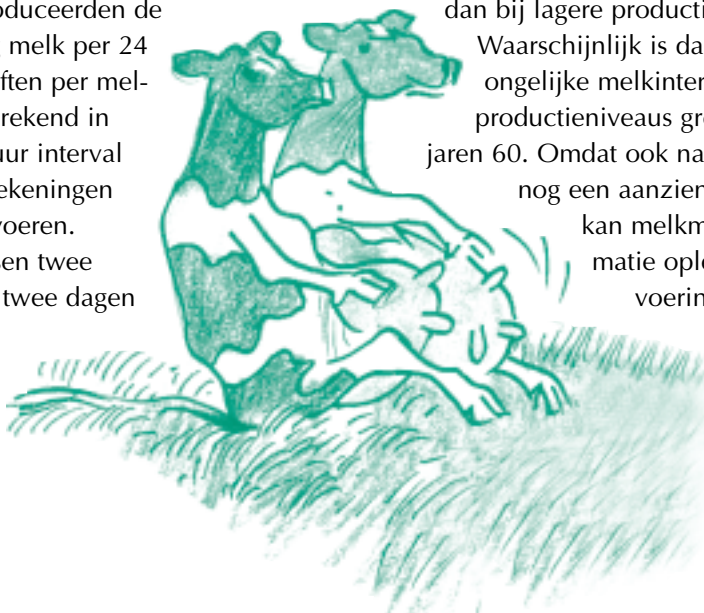 oduceerden de
melk per 24
ften per mel-
rekend in
uur interval
ekeningen
voeren.
sen twee
twee dagen
dan bij lagere producti
Waarschijnlijk is da
ongelijke melkinter
productieniveaus gr
jaren 60. Omdat ook na
nog een aanzien
kan melkm
matie ople
voerin